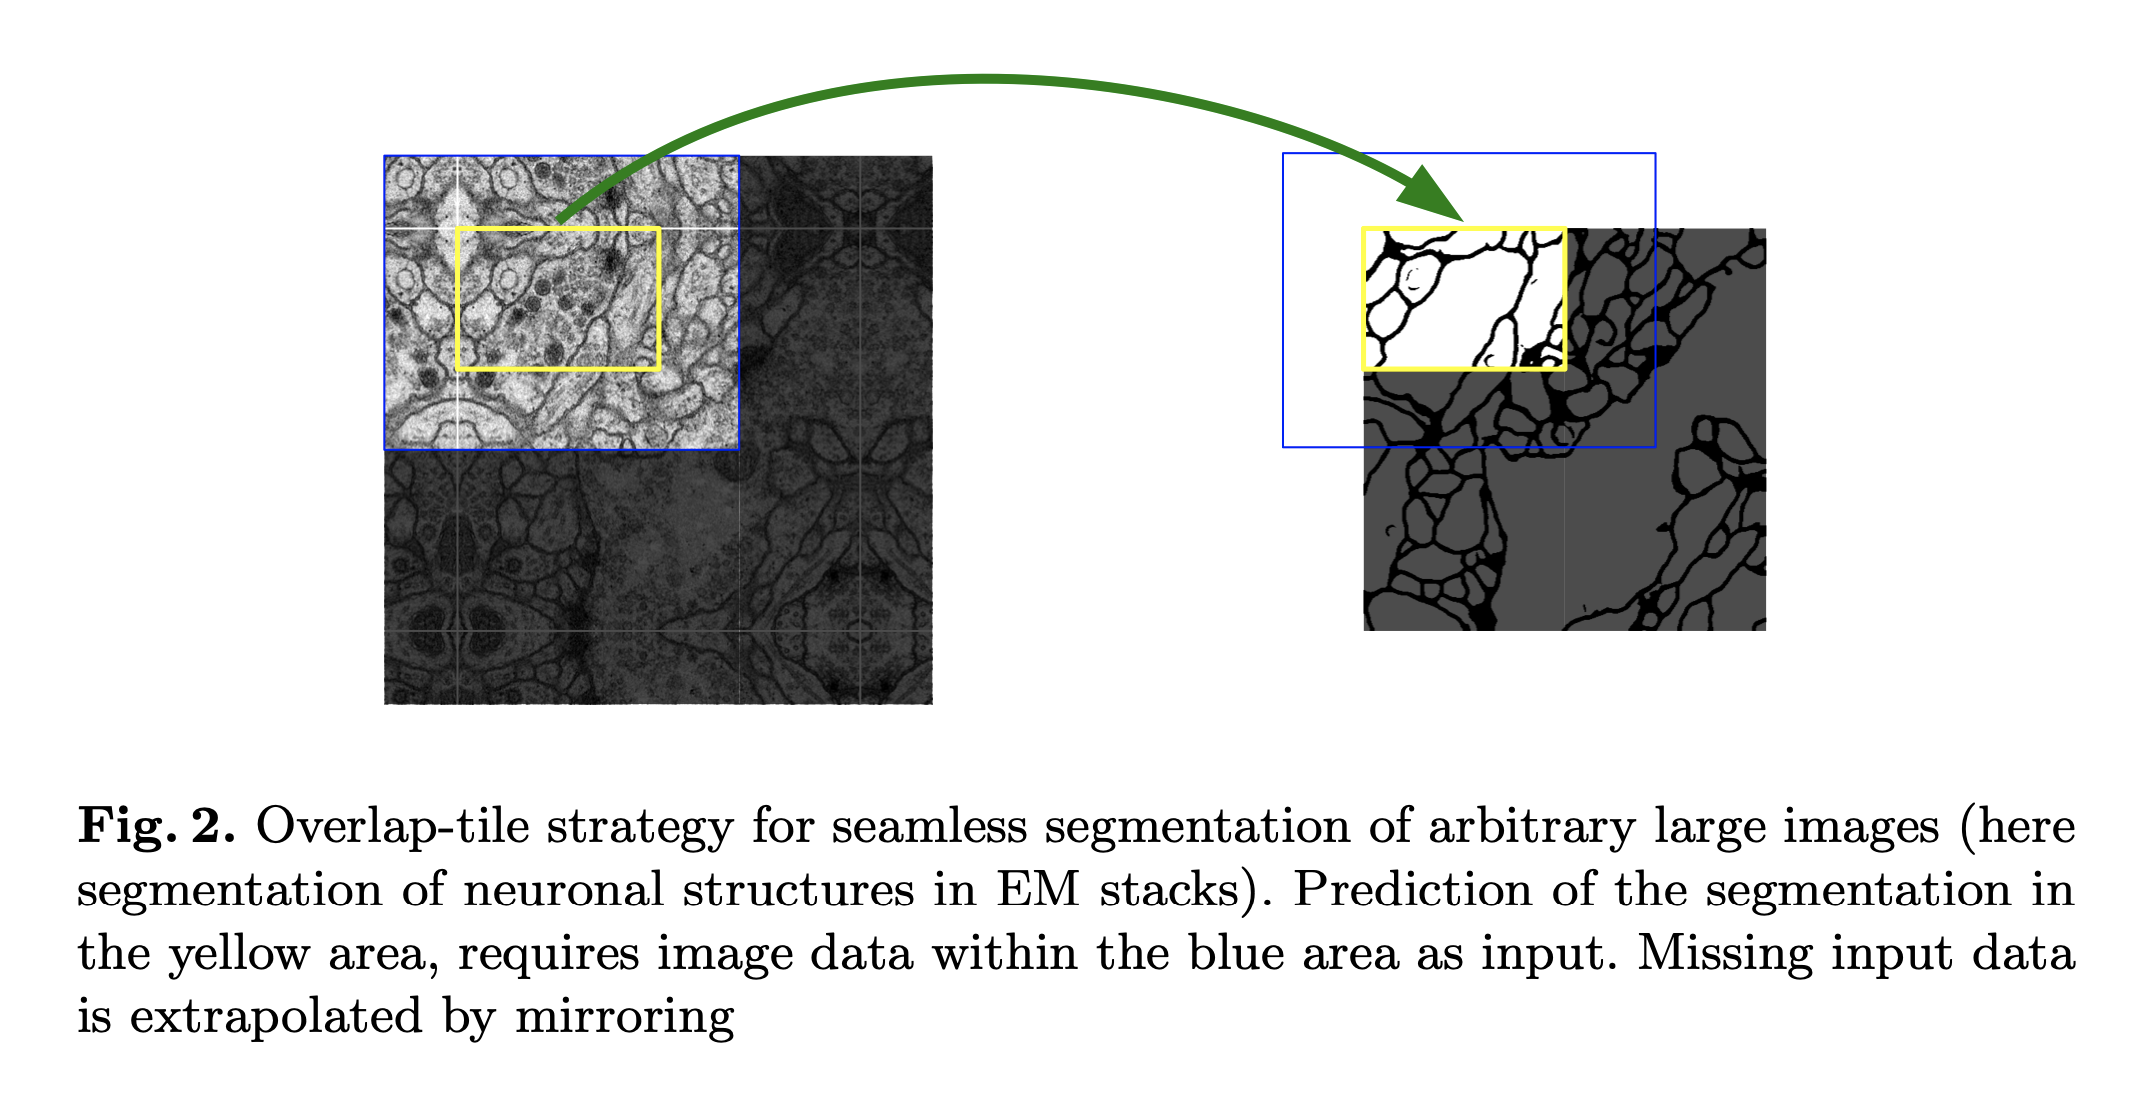 Fig. 2. Overlap-tile strategy for seamless segmentation of arbitrary large images (here
segmentation of neuronal structures in EM stacks). Prediction of the segmentation in
the yellow area, requires image data within the blue area as input. Missing input data
is extrapolated by mirroring